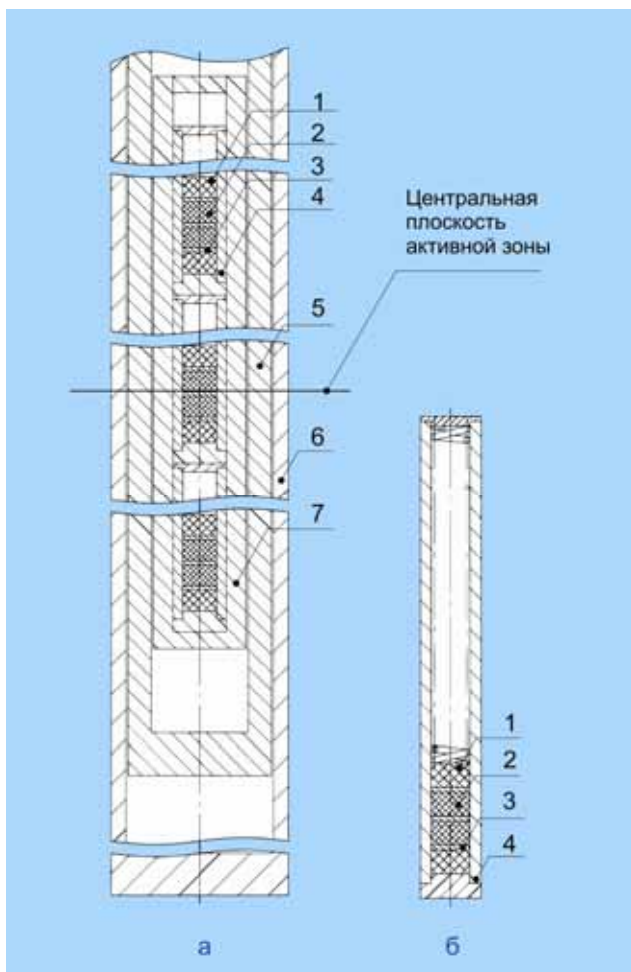 1
2
3
4
Центральная
плоскость
активной зоны
5
6
7
1
2
3
4
а
б